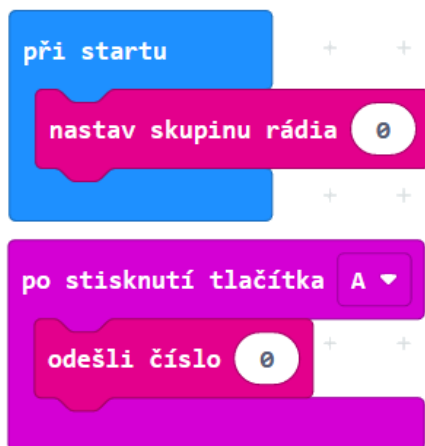 při startu
nastav skupinu rádia 0
po stisknutí tlačítka A
odešli číslo 0